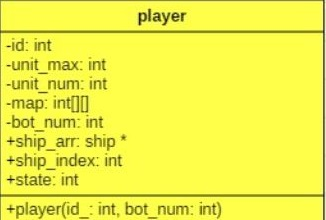 player
-id: int
-unit_max: int
-unit_num: int
-map: int[][]
-bot_num: int
+ship_arr: ship *
+ship_index: int
+state: int
+player(id_: int, bot_num: int)